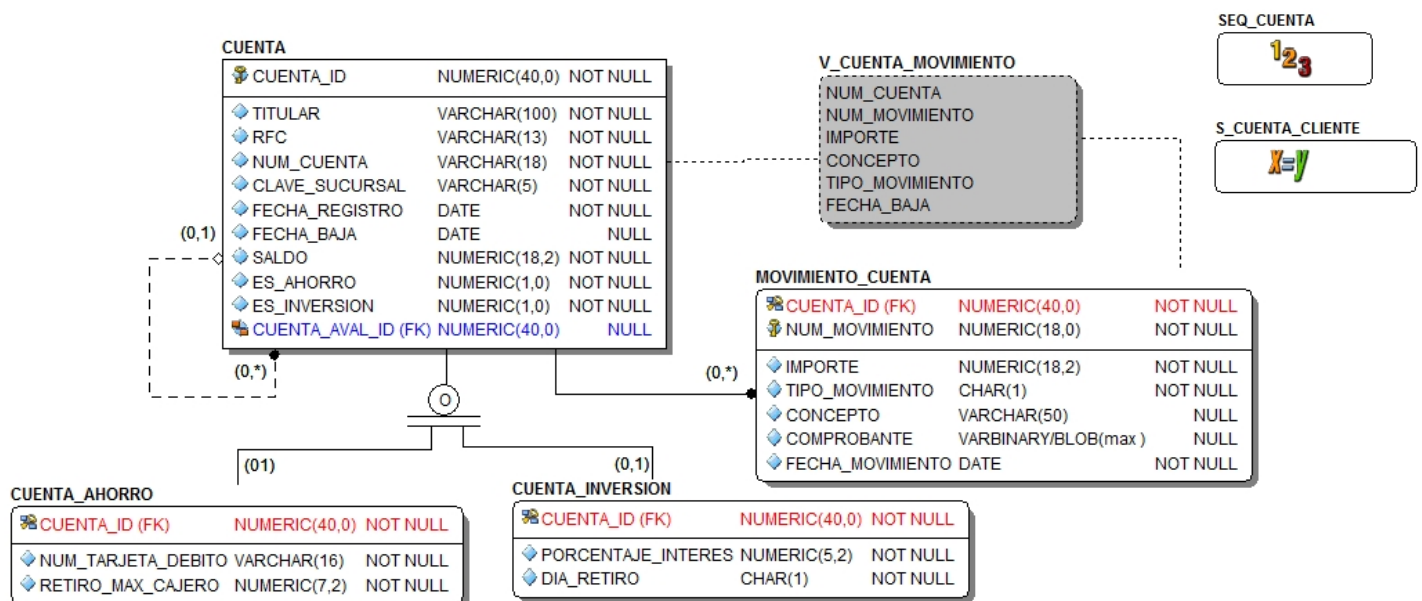 SEQ_CUENTA
123
CUENTA
CUENTA_ID NUMERIC(40,0) NOT NULL
TITULAR VARCHAR(100) NOT NULL
RFC VARCHAR(13) NOT NULL
NUM_CUENTA VARCHAR(18) NOT NULL
CLAVE_SUCURSAL VARCHAR(5) NOT NULL
FECHA_REGISTRO DATE NOT NULL
FECHA_BAJA DATE NULL
SALDO NUMERIC(18,2) NOT NULL
ES_AHORRO NUMERIC(1,0) NOT NULL
ES_INVERSION NUMERIC(1,0) NOT NULL
CUENTA_AVAL_ID (FK) NUMERIC(40,0) NULL
(0,1)
(0,*)
V_CUENTA_MOVIMIENTO
NUM_CUENTA
NUM_MOVIMIENTO
IMPORTE
CONCEPTO
TIPO_MOVIMIENTO
FECHA_BAJA
S_CUENTA_CLIENTE
X=y
MOVIMIENTO_CUENTA
CUENTA_ID (FK) NUMERIC(40,0) NOT NULL
NUM_MOVIMIENTO NUMERIC(18,0) NOT NULL
IMPORTE NUMERIC(18,2) NOT NULL
TIPO_MOVIMIENTO CHAR(1) NOT NULL
CONCEPTO VARCHAR(50) NULL
COMPROBANTE VARBINARY/BLOB(max ) NULL
FECHA_MOVIMIENTO DATE NOT NULL
(0,*)
O
(01)
(0,1)
CUENTA_AHORRO
CUENTA_ID (FK) NUMERIC(40,0) NOT NULL
NUM_TARJETA_DEBITO VARCHAR(16) NOT NULL
RETIRO_MAX_CAJERO NUMERIC(7,2) NOT NULL
CUENTA_INVERSION
CUENTA_ID (FK) NUMERIC(40,0) NOT NULL
PORCENTAJE_INTERES NUMERIC(5,2) NOT NULL
DIA_RETIRO CHAR(1) NOT NULL